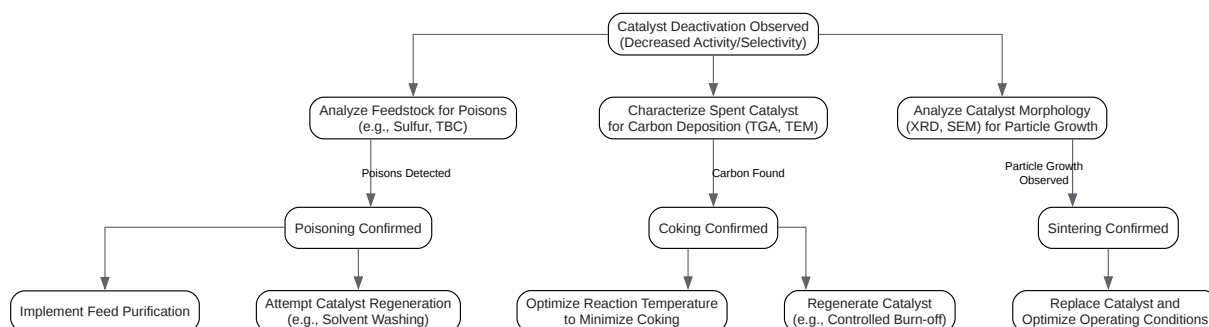 Catalyst Deactivation Observed
(Decreased Activity/Selectivity)
Analyze Feedstock for Poisons
(e.g., Sulfur, TBC)
Characterize Spent Catalyst
for Carbon Deposition (TGA, TEM)
Analyze Catalyst Morphology
(XRD, SEM) for Particle Growth
Poisons Detected
Carbon Found
Particle Growth
Observed
Poisoning Confirmed
Coking Confirmed
Sintering Confirmed
Implement Feed Purification
Attempt Catalyst Regeneration
(e.g., Solvent Washing)
Optimize Reaction Temperature
to Minimize Coking
Regenerate Catalyst
(e.g., Controlled Burn-off)
Replace Catalyst and
Optimize Operating Conditions